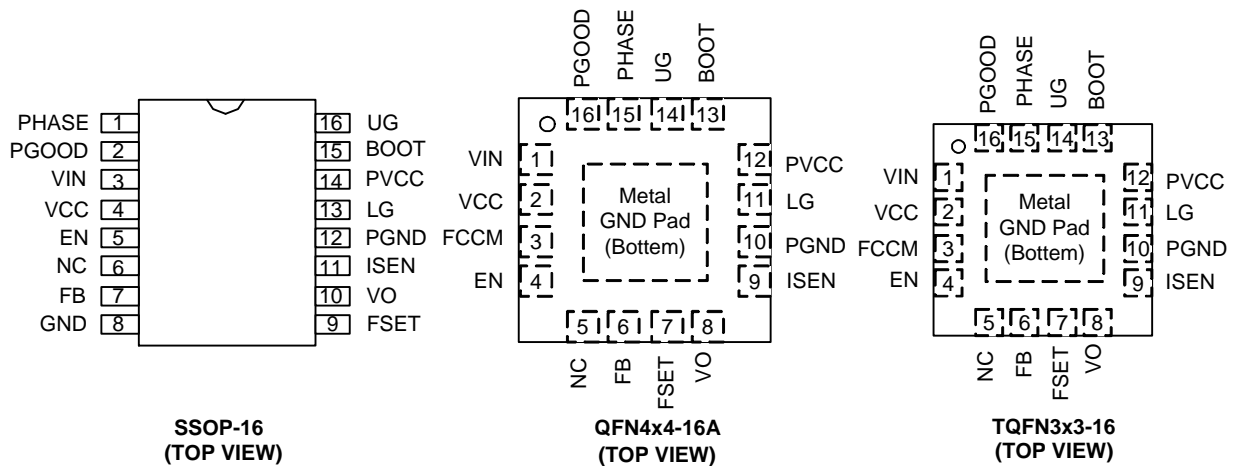 PHASE 1
PGOOD 2
VIN 3
VCC 4
EN 5
NC 6
FB 7
GND 8
16 UG
15 BOOT
14 PVCC
13 LG
12 PGND
11 ISEN
10 VO
9 FSET
SSOP-16
(TOP VIEW)
PGOOD
PHASE
UG
BOOT
16 15 14 13
VIN 1
VCC 2
FCCM 3
EN 4
Metal
GND Pad
(Bottem)
12 PVCC
11 LG
10 PGND
9 ISEN
5 6 7 8
NC
FB
FSET
VO
QFN4x4-16A
(TOP VIEW)
PGOOD
PHASE
UG
BOOT
16 15 14 13
VIN 1
VCC 2
FCCM 3
EN 4
Metal
GND Pad
(Bottem)
12 PVCC
11 LG
10 PGND
9 ISEN
5 6 7 8
NC
FB
FSET
VO
TQFN3x3-16
(TOP VIEW)